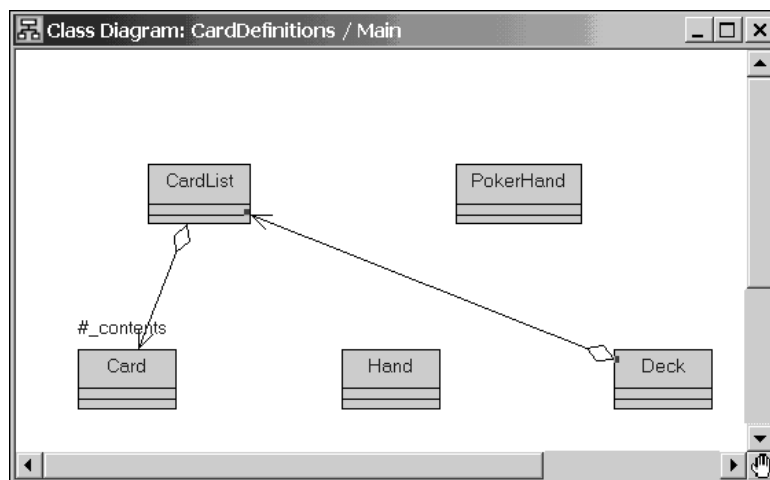 Class Diagram: CardDefinitions / Main
CardList
PokerHand
#_contents
Card
Hand
Deck